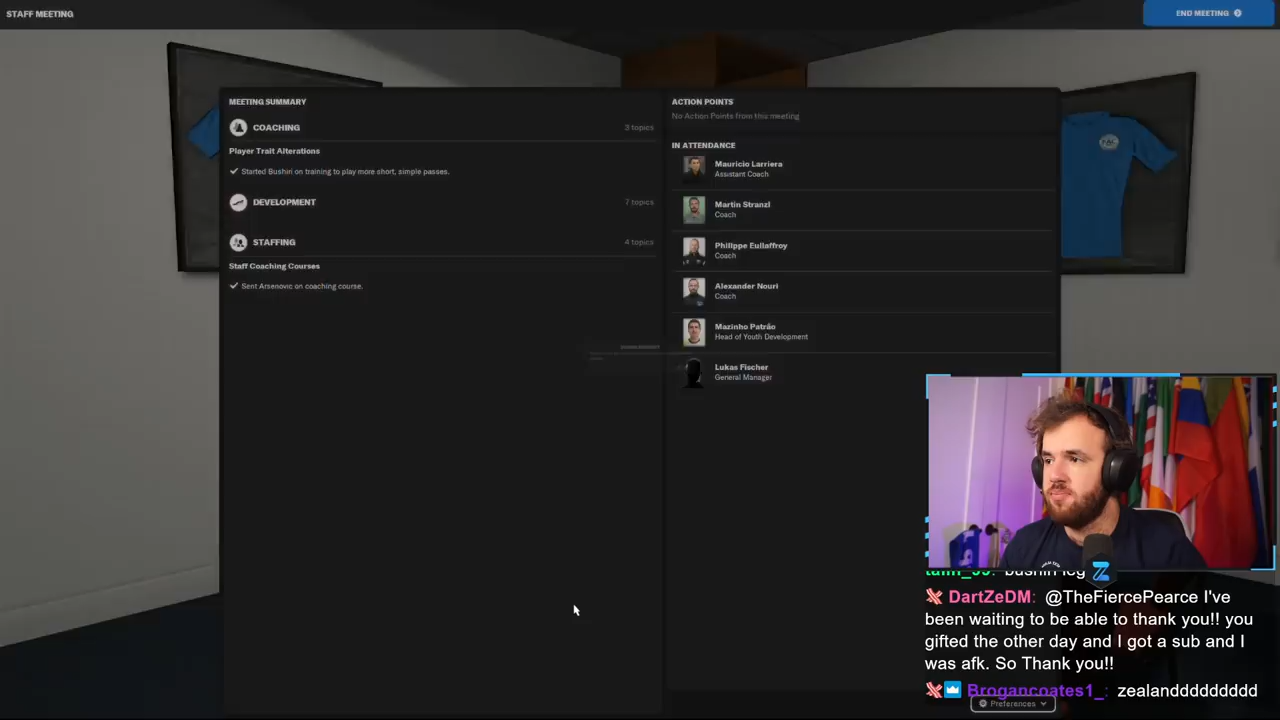 STAFF MEETING
END MEETING
MEETING SUMMARY
COACHING
3 topics
Player Trait Alterations
Started Bushiri on training to play more short, simple passes.
DEVELOPMENT
7 topics
STAFFING
4 topics
Staff Coaching Courses
Sent Arsenovic on coaching course.
ACTION POINTS
No Action Points from this meeting
IN ATTENDANCE
Mauricio Larriera
Assistant Coach
Martin Stranzl
Coach
Philippe Eullaffroy
Coach
Alexander Nouri
Coach
Mazinho Patrão
Head of Youth Development
Lukas Fischer
General Manager
DartZeDM: @TheFiercePearce I've
been waiting to be able to thank you!! you
gifted the other day and I got a sub and I
was afk. So Thank you!!
Brogancoates1_: zealanddddddddd
Preferences